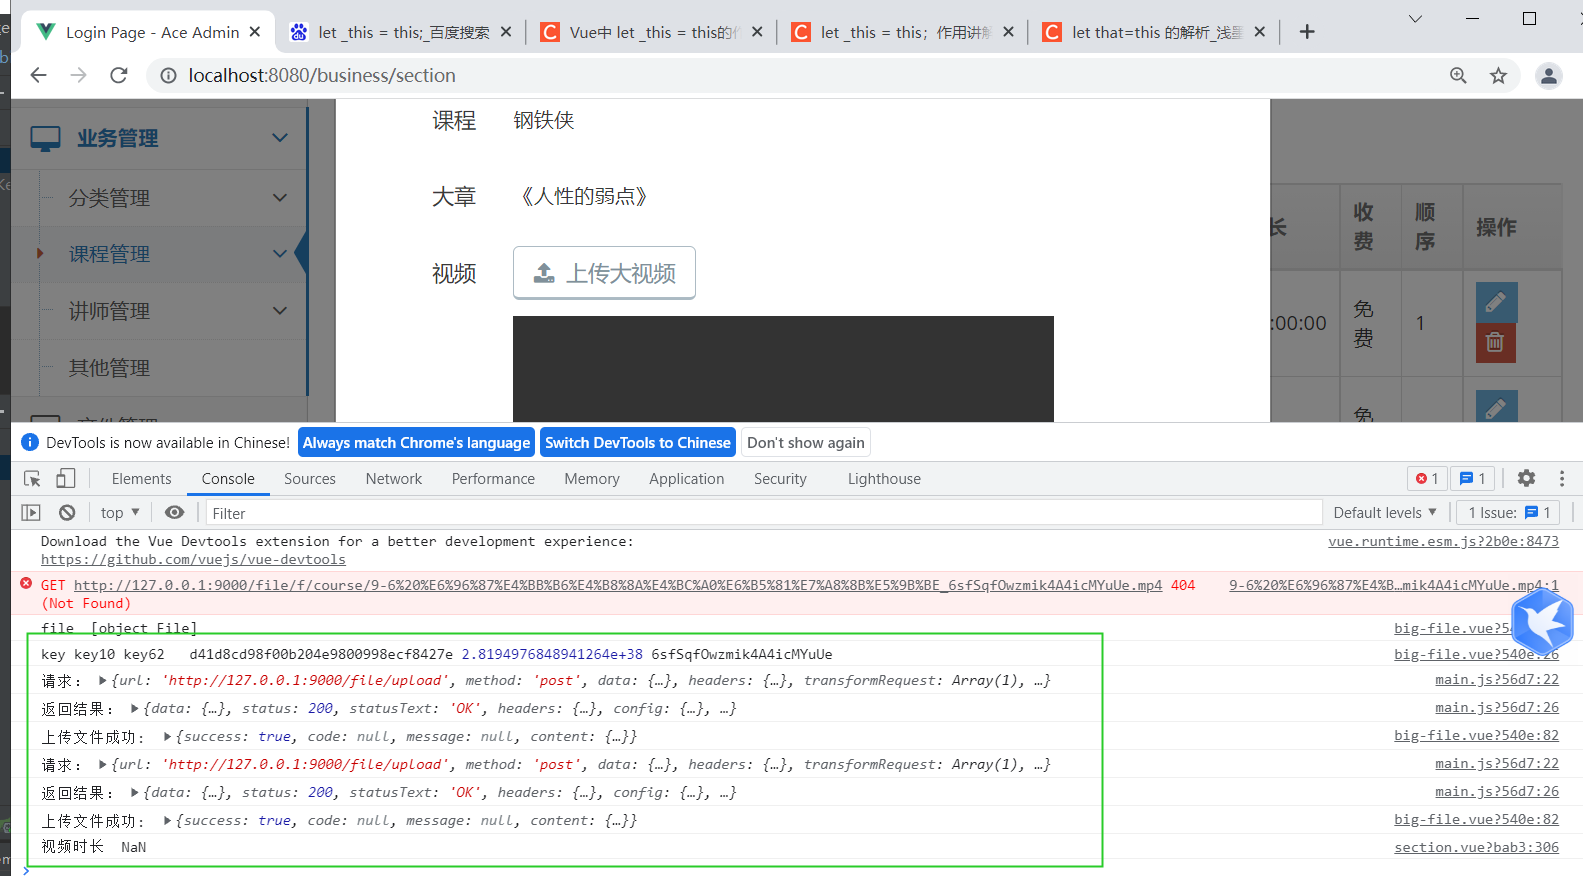 Login Page - Ace Admin
let _this = this;_百度搜索
Vue中 let _this = this的
let _this = this；作用讲
let that=this 的解析_浅
localhost:8080/business/section
业务管理
分类管理
课程管理
讲师管理
其他管理
课程 钢铁侠
大章 《人性的弱点》
视频 上传大视频
长 收费 顺序 操作
:00:00 免费 1
免
DevTools is now available in Chinese! Always match Chrome's language Switch DevTools to Chinese Don't show again
Elements Console Sources Network Performance Memory Application Security Lighthouse 1 1
top Filter Default levels 1 Issue: 1
Download the Vue Devtools extension for a better development experience: vue.runtime.esm.js?2b0e:8473
https://github.com/vuejs/vue-devtools
GET http://127.0.0.1:9000/file/f/course/9-6%20%E6%96%87%E4%BB%B6%E4%B8%8A%E4%BC%A0%E6%B5%81%E7%A8%8B%E5%9B%BE_6sfSqfOwzmik4A4icMYuUe.mp4 404 9-6%20%E6%96%87%E4%B…mik4A4icMYuUe.mp4:1
(Not Found)
file [object File] big-file.vue?54
key key10 key62 d41d8cd98f00b204e9800998ecf8427e 2.8194976848941264e+38 6sfSqfOwzmik4A4icMYuUe big-file.vue?540e:26
请求： {url: 'http://127.0.0.1:9000/file/upload', method: 'post', data: {…}, headers: {…}, transformRequest: Array(1), …} main.js?56d7:22
返回结果： {data: {…}, status: 200, statusText: 'OK', headers: {…}, config: {…}, …} main.js?56d7:26
上传文件成功： {success: true, code: null, message: null, content: {…}} big-file.vue?540e:82
请求： {url: 'http://127.0.0.1:9000/file/upload', method: 'post', data: {…}, headers: {…}, transformRequest: Array(1), …} main.js?56d7:22
返回结果： {data: {…}, status: 200, statusText: 'OK', headers: {…}, config: {…}, …} main.js?56d7:26
上传文件成功： {success: true, code: null, message: null, content: {…}} big-file.vue?540e:82
视频时长 NaN section.vue?bab3:306